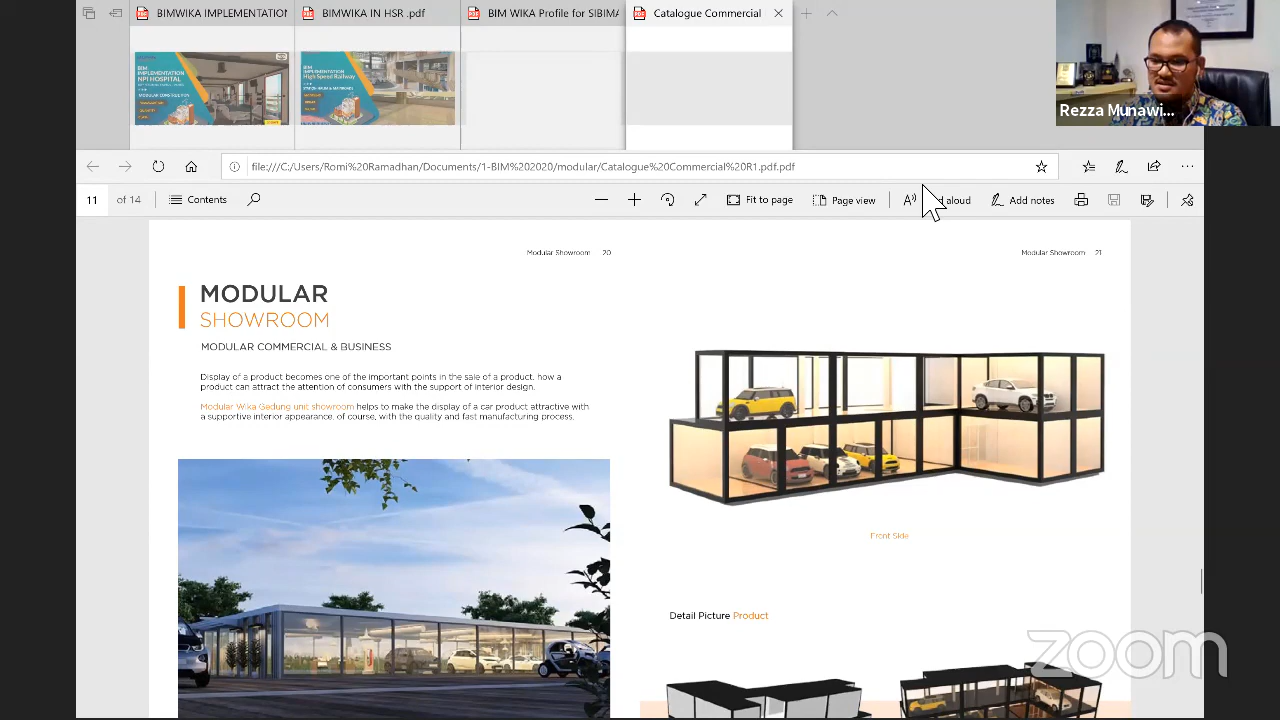 BIMWIKA IMPLEMENTATION
BIMWIKA IN HSR .pdf
BIM WIKA Profile for SIBIMA
Catalogue Commercial
BIM
IMPLEMENTATION
NPI HOSPITAL
MODULAR CONSTRUCTION
BIM
IMPLEMENTATION
High Speed Railway
Rezza Munawi...
file:///C:/Users/Romi%20Ramadhan/Documents/1-BIM%202020/modular/Catalogue%20Commercial%20R1.pdf.pdf
11 of 14 Contents Fit to page Page view aloud Add notes
Modular Showroom 20
Modular Showroom 21
MODULAR
SHOWROOM
MODULAR COMMERCIAL & BUSINESS
Display of a product becomes one of the important points in the sale of a product, how a
product can attract the attention of consumers with the support of interior design.
Modular Wika Gedung unit showroom helps to make the display of a car product attractive with
a supportive interior appearance, of course, with the quality and fast manufacturing process.
Front Side
Detail Picture Product
zoom